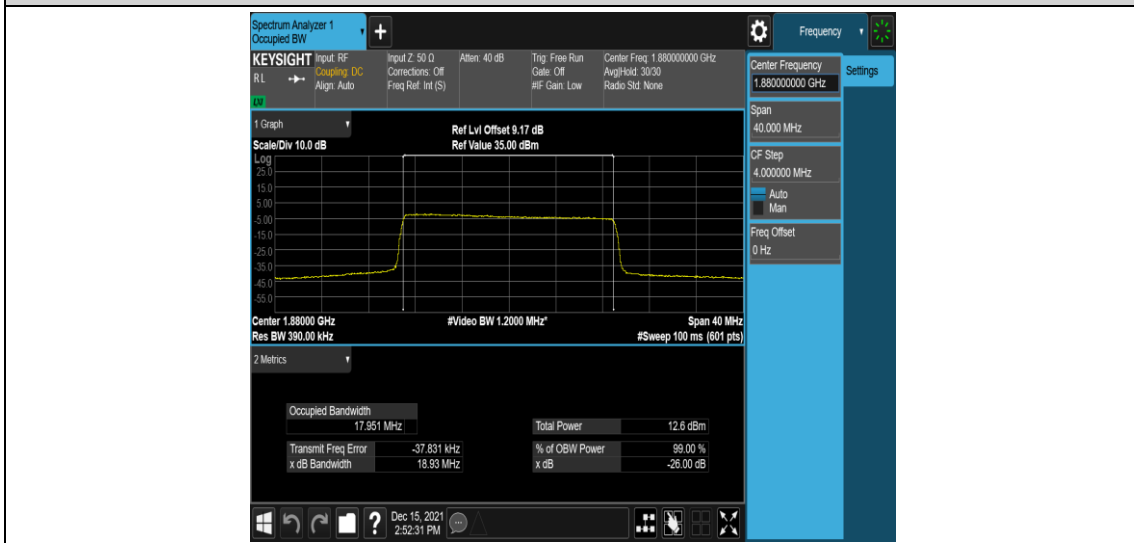 Spectrum Analyzer 1
Occupied BW
+
Frequency
KEYSIGHT
RL
LXI
Input: RF
Coupling: DC
Align: Auto
Input Z: 50 Ω
Corrections: Off
Freq Ref: Int (S)
Atten: 40 dB
Trig: Free Run
Gate: Off
#IF Gain: Low
Center Freq: 1.880000000 GHz
Avg|Hold: 30/30
Radio Std: None
Center Frequency
1.880000000 GHz
Settings
Span
40.000 MHz
CF Step
4.000000 MHz
Auto
Man
Freq Offset
0 Hz
1 Graph
Scale/Div 10.0 dB
Ref Lvl Offset 9.17 dB
Ref Value 35.00 dBm
Log
25.0
15.0
5.00
-5.00
-15.0
-25.0
-35.0
-45.0
-55.0
Center 1.88000 GHz
Res BW 390.00 kHz
#Video BW 1.2000 MHz*
Span 40 MHz
#Sweep 100 ms (601 pts)
2 Metrics
Occupied Bandwidth
17.951 MHz
Total Power 12.6 dBm
Transmit Freq Error -37.831 kHz
% of OBW Power 99.00 %
x dB Bandwidth 18.93 MHz
x dB -26.00 dB
?
Dec 15, 2021
2:52:31 PM